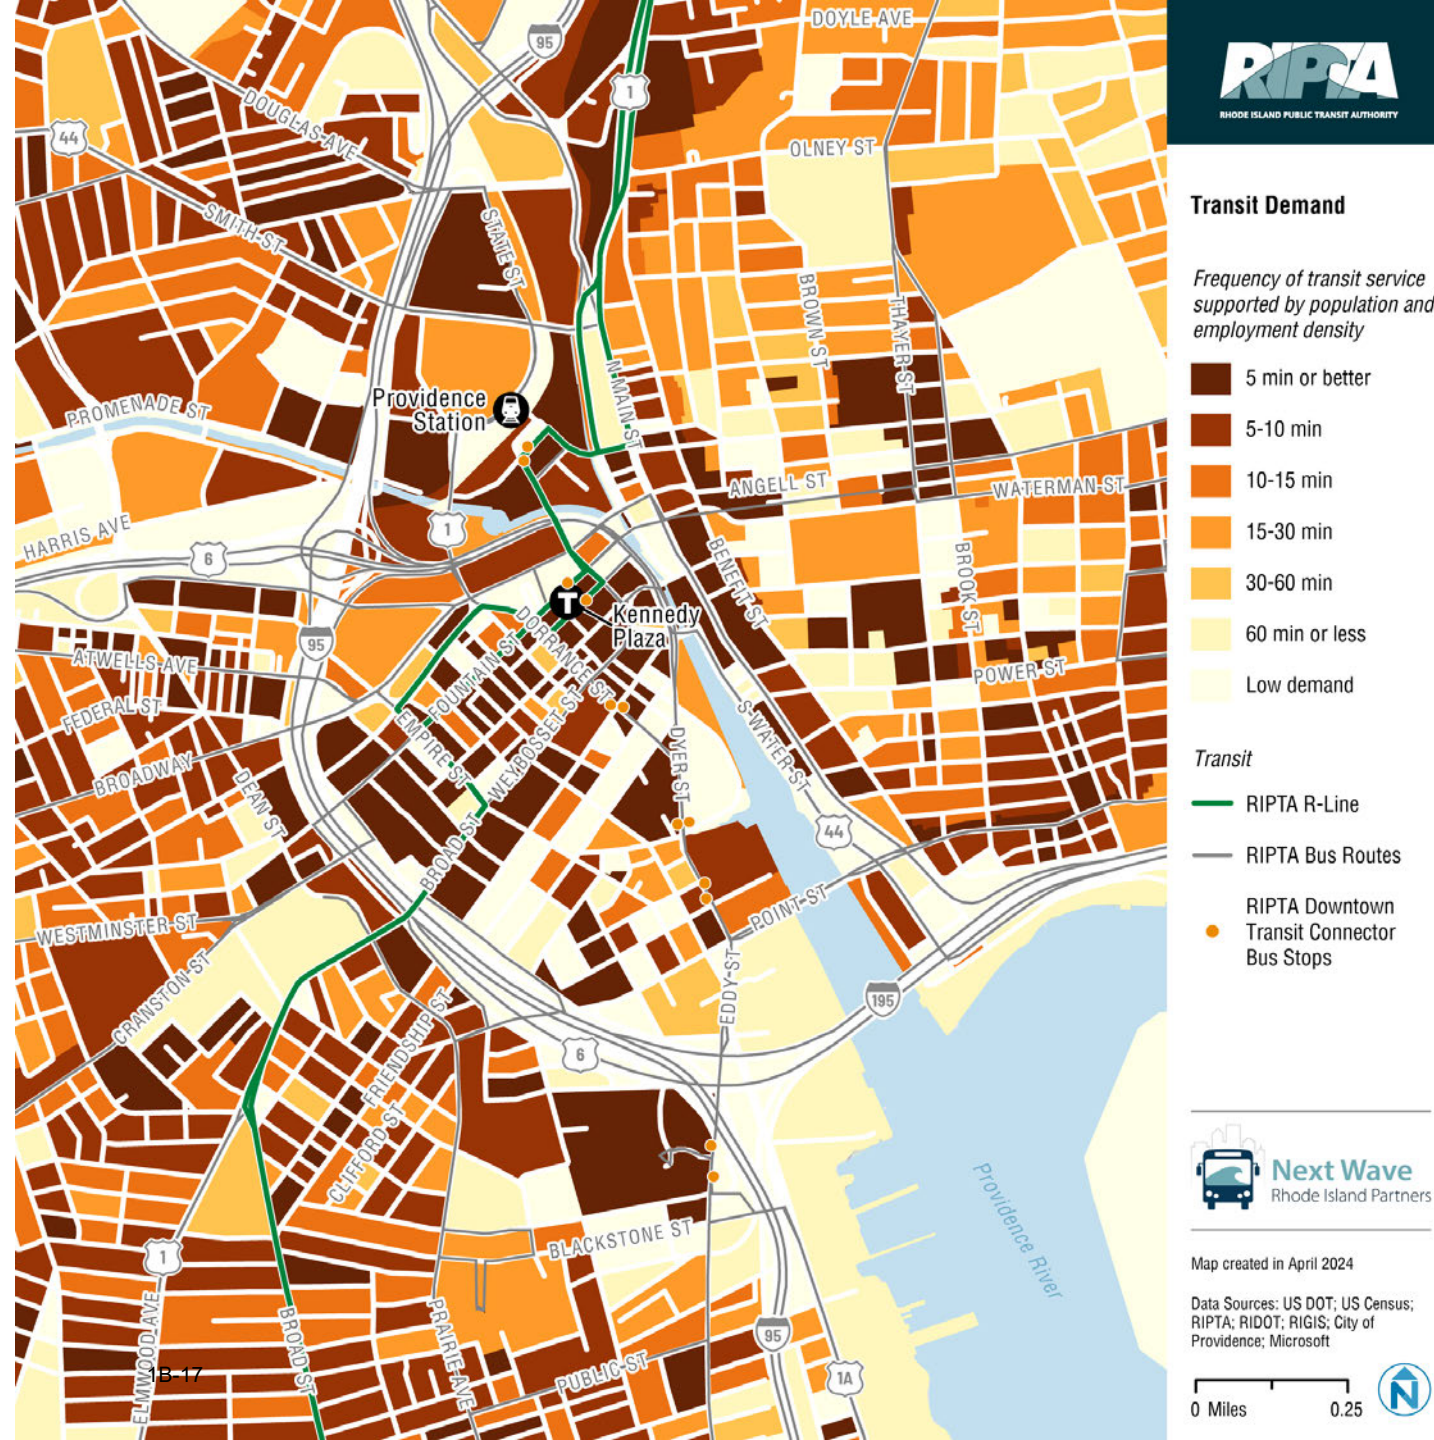 DOYLE AVE
95
1
DOUGLAS AVE
44
OLNEY ST
SMITH ST
STATE ST
BROWN ST
THAYER ST
N MAIN ST
Providence
Station
PROMENADE ST
ANGELL ST
WATERMAN ST
HARRIS AVE
6
1
BENEFIT ST
BROOK ST
Kennedy
Plaza
T
DORRANCE ST
FOUNTAIN ST
95
ATWELLS AVE
POWER ST
FEDERAL ST
EMPIRE ST
WEYBOSSET ST
S WATER ST
DYER ST
BROADWAY
DEAN ST
44
BROAD ST
POINT ST
WESTMINSTER ST
CRANSTON ST
EDDY ST
195
FRIENDSHIP ST
6
CLIFFORD ST
Providence River
BLACKSTONE ST
1
ELMWOOD AVE
BROAD ST
PRAIRIE AVE
95
PUBLIC ST
1A
1B-17
RIPTA
RHODE ISLAND PUBLIC TRANSIT AUTHORITY
Transit Demand
Frequency of transit service
supported by population and
employment density
5 min or better
5-10 min
10-15 min
15-30 min
30-60 min
60 min or less
Low demand
Transit
RIPTA R-Line
RIPTA Bus Routes
RIPTA Downtown
Transit Connector
Bus Stops
Next Wave
Rhode Island Partners
Map created in April 2024
Data Sources: US DOT; US Census;
RIPTA; RIDOT; RIGIS; City of
Providence; Microsoft
0 Miles 0.25
N